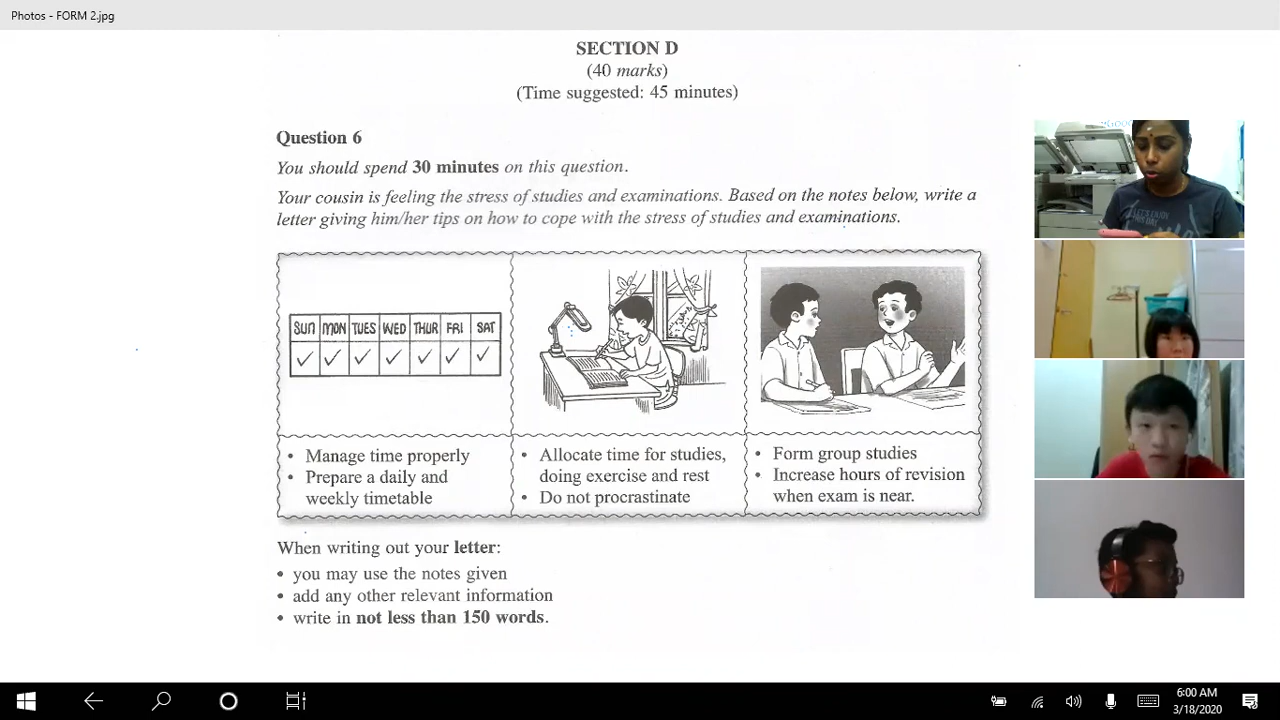 Photos - FORM 2.jpg
SECTION D
(40 marks)
(Time suggested: 45 minutes)
Question 6
You should spend 30 minutes on this question.
Your cousin is feeling the stress of studies and examinations. Based on the notes below, write a
letter giving him/her tips on how to cope with the stress of studies and examinations.
SUN MON TUES WED THUR FRI SAT
• Manage time properly
• Prepare a daily and
weekly timetable
• Allocate time for studies,
doing exercise and rest
• Do not procrastinate
• Form group studies
• Increase hours of revision
when exam is near.
When writing out your letter:
• you may use the notes given
• add any other relevant information
• write in not less than 150 words.
6:00 AM
3/18/2020